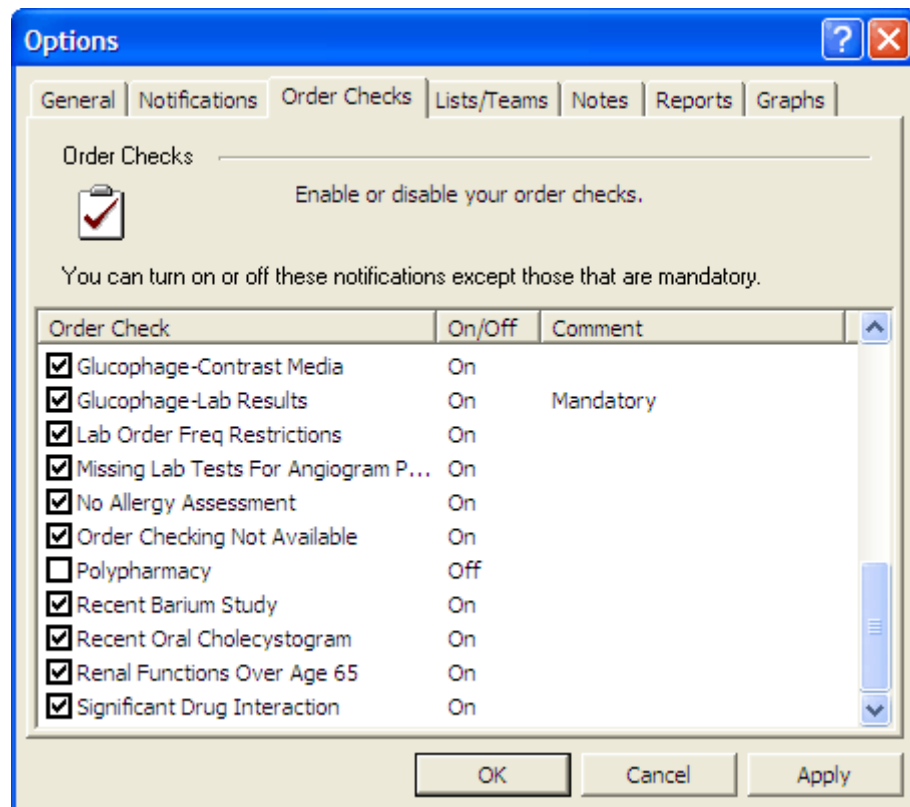 Options
General Notifications Order Checks Lists/Teams Notes Reports Graphs
Order Checks
Enable or disable your order checks.
You can turn on or off these notifications except those that are mandatory.
Order Check On/Off Comment
Glucophage-Contrast Media On
Glucophage-Lab Results On Mandatory
Lab Order Freq Restrictions On
Missing Lab Tests For Angiogram P... On
No Allergy Assessment On
Order Checking Not Available On
Polypharmacy Off
Recent Barium Study On
Recent Oral Cholecystogram On
Renal Functions Over Age 65 On
Significant Drug Interaction On
OK Cancel Apply